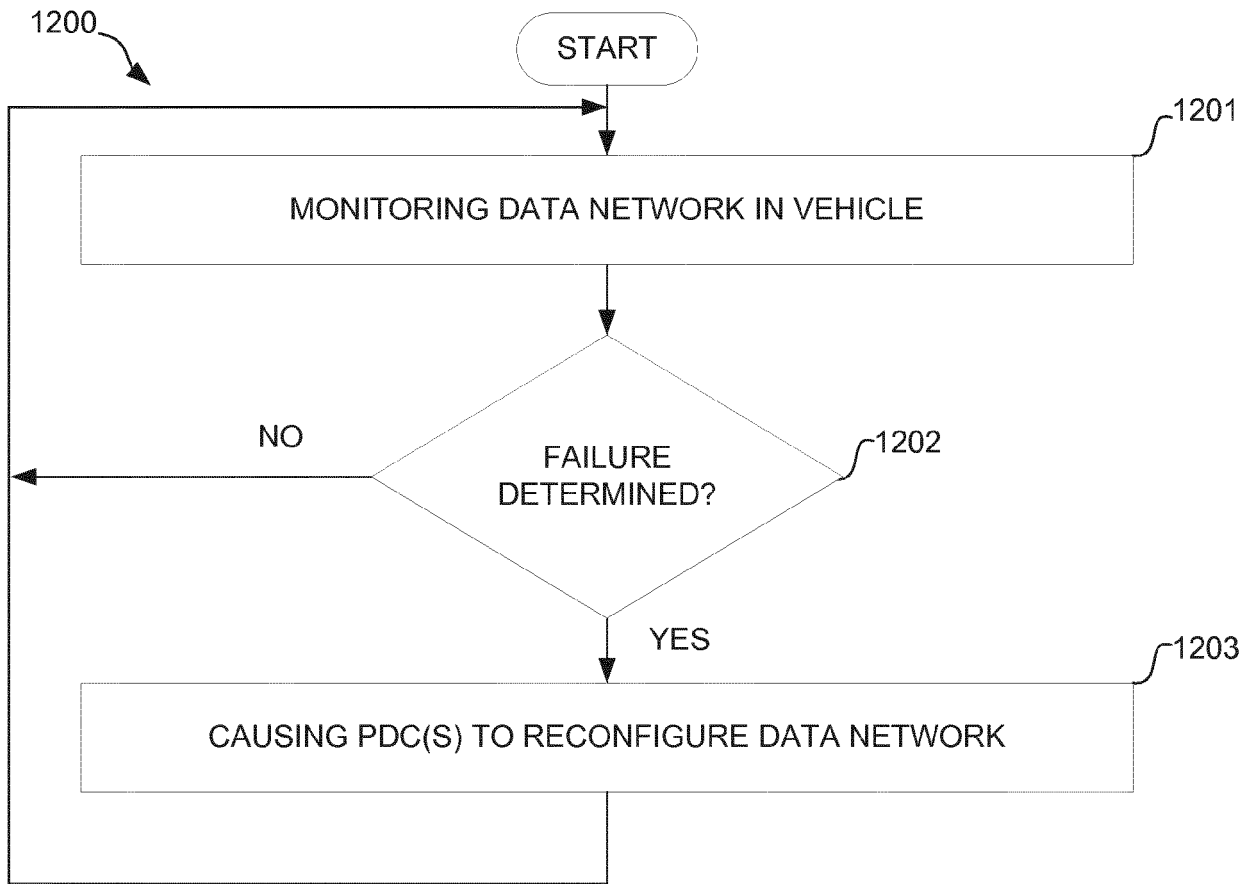 1200
START
1201
MONITORING DATA NETWORK IN VEHICLE
NO
FAILURE
DETERMINED?
1202
YES
1203
CAUSING PDC(S) TO RECONFIGURE DATA NETWORK